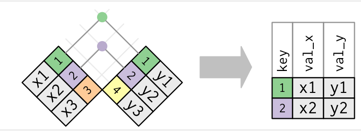 1 1
2 2
3 4
x1 y1
x2 y2
x3 y3
key val_x val_y
1 x1 y1
2 x2 y2